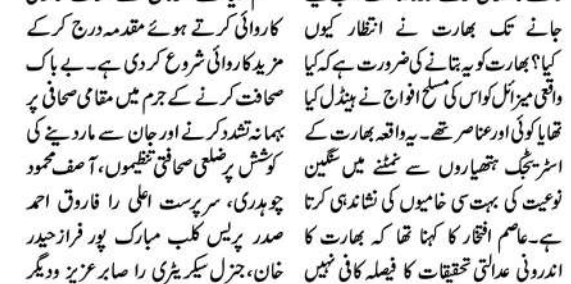 جانے تک بھارت نے انتظار کیوں
کیا؟ بھارت کو یہ بتانے کی ضرورت ہے کہ کیا
واقعی میزائل کو اس کی مسلح افواج نے ہینڈل کیا
تھا یا کوئی اور عناصر تھے۔ یہ واقعہ بھارت کے
اسٹریٹجک ہتھیاروں سے نمٹنے میں سنگین
نوعیت کی بہت سی خامیوں کی نشاندہی کرتا
ہے۔ عاصم افتخار کا کہنا تھا کہ بھارت کا
اندرونی عدالتی تحقیقات کا فیصلہ کافی نہیں
کاروائی کرتے ہوئے مقدمہ درج کر کے
مزید کاروائی شروع کر دی ہے۔ بے باک
صحافت کرنے کے جرم میں مقامی صحافی پر
بہمانہ تشدد کرنے اور جان سے مار دینے کی
کوشش پر ضلعی صحافتی تنظیموں، آصف محمود
چوہدری، سرپرست اعلی را فاروق احمد
صدر پریس کلب مبارک پور فراز حیدر
خان، جنرل سیکریٹری را صابر عزیز ودیگر